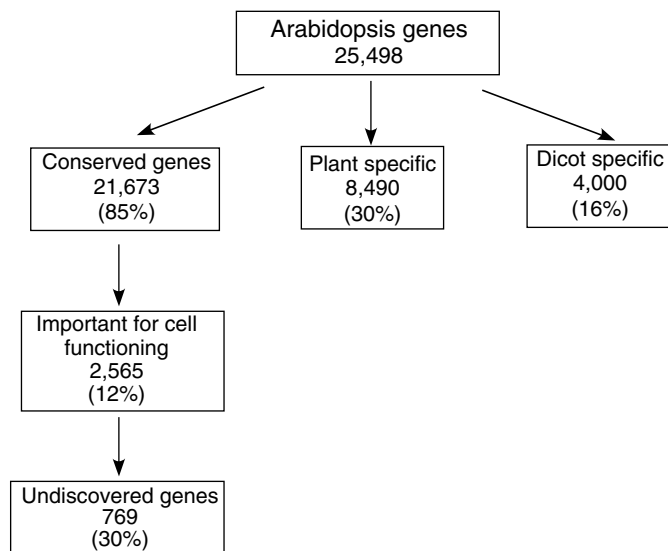 Arabidopsis genes
25,498
Conserved genes
21,673
(85%)
Plant specific
8,490
(30%)
Dicot specific
4,000
(16%)
Important for cell
functioning
2,565
(12%)
Undiscovered genes
769
(30%)